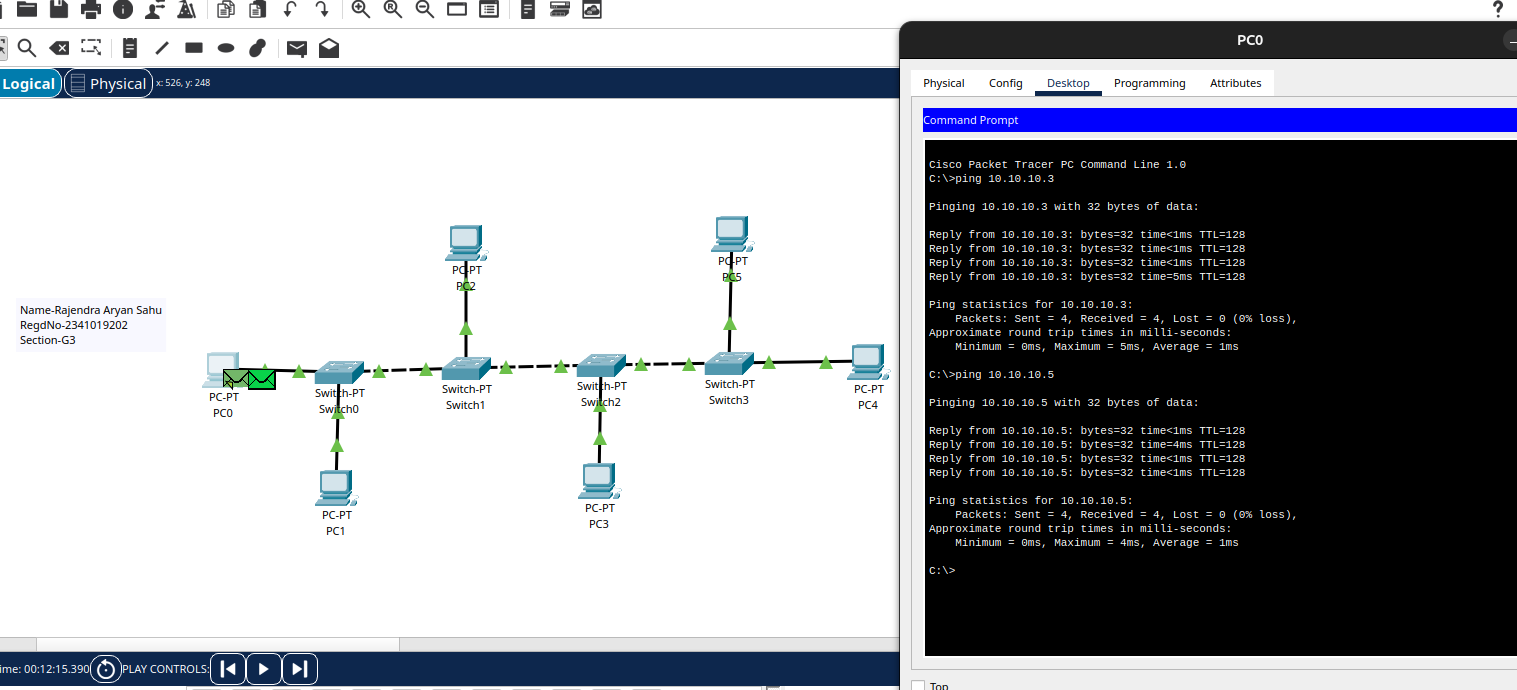 Logical
Physical
x: 526, y: 248
Name-Rajendra Aryan Sahu
RegdNo-2341019202
Section-G3
PC-PT
PC0
PC-PT
PC1
PC-PT
PC2
PC-PT
PC3
PC-PT
PC4
PC-PT
PC5
Switch-PT
Switch0
Switch-PT
Switch1
Switch-PT
Switch2
Switch-PT
Switch3
ime: 00:12:15.390
PLAY CONTROLS:
?
PC0
Physical Config Desktop Programming Attributes
Command Prompt
Cisco Packet Tracer PC Command Line 1.0
C:\>ping 10.10.10.3
Pinging 10.10.10.3 with 32 bytes of data:
Reply from 10.10.10.3: bytes=32 time<1ms TTL=128
Reply from 10.10.10.3: bytes=32 time<1ms TTL=128
Reply from 10.10.10.3: bytes=32 time<1ms TTL=128
Reply from 10.10.10.3: bytes=32 time=5ms TTL=128
Ping statistics for 10.10.10.3:
Packets: Sent = 4, Received = 4, Lost = 0 (0% loss),
Approximate round trip times in milli-seconds:
Minimum = 0ms, Maximum = 5ms, Average = 1ms
C:\>ping 10.10.10.5
Pinging 10.10.10.5 with 32 bytes of data:
Reply from 10.10.10.5: bytes=32 time<1ms TTL=128
Reply from 10.10.10.5: bytes=32 time=4ms TTL=128
Reply from 10.10.10.5: bytes=32 time<1ms TTL=128
Reply from 10.10.10.5: bytes=32 time<1ms TTL=128
Ping statistics for 10.10.10.5:
Packets: Sent = 4, Received = 4, Lost = 0 (0% loss),
Approximate round trip times in milli-seconds:
Minimum = 0ms, Maximum = 4ms, Average = 1ms
C:\>
Top